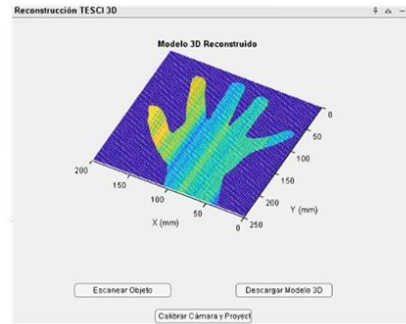 Reconstrucción TESCI 3D
Modelo 3D Reconstruido
0
50
100
150
200
250
Y (mm)
200
150
100
50
0
X (mm)
Escanear Objeto
Descargar Modelo 3D
Calibrar Cámara y Proyect